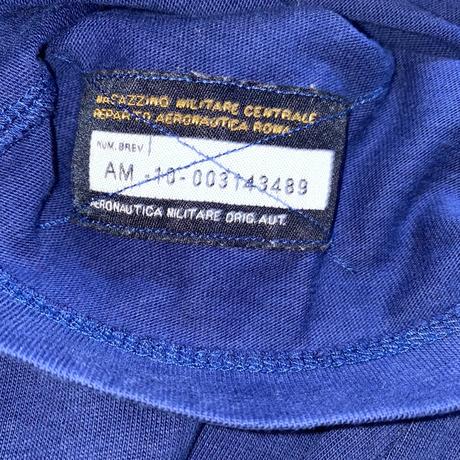 MAGAZZINO MILITARE CENTRALE
REPARTO AERONAUTICA ROMA
NUM. BREV.
AM -10-003143489
AERONAUTICA MILITARE ORIG. AUT.